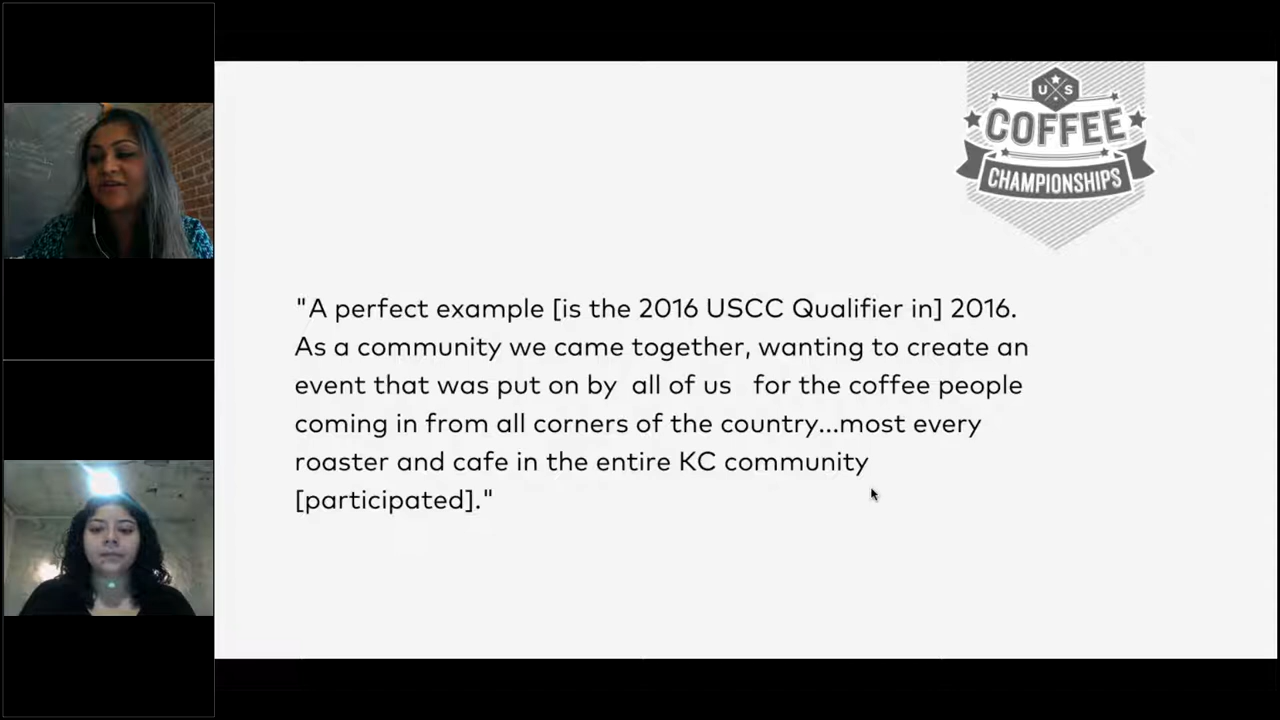 U S
COFFEE
CHAMPIONSHIPS
"A perfect example [is the 2016 USCC Qualifier in] 2016.
As a community we came together, wanting to create an
event that was put on by all of us for the coffee people
coming in from all corners of the country...most every
roaster and cafe in the entire KC community
[participated]."